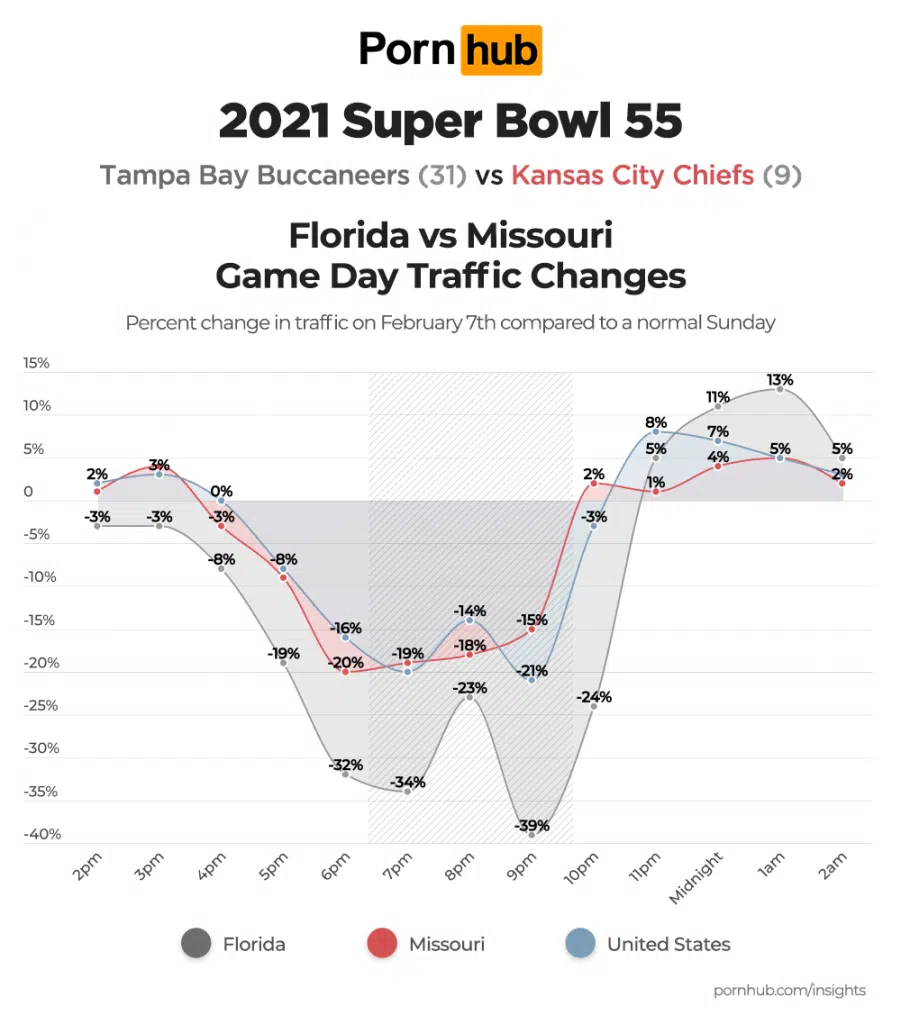 Porn hub
2021 Super Bowl 55
Tampa Bay Buccaneers (31) vs Kansas City Chiefs (9)
Florida vs Missouri
Game Day Traffic Changes
Percent change in traffic on February 7th compared to a normal Sunday
15%
10%
5%
0
-5%
-10%
-15%
-20%
-25%
-30%
-35%
-40%
2%
-3%
3%
-3%
0%
-3%
-8%
-8%
-19%
-16%
-20%
-32%
-19%
-34%
-14%
-18%
-23%
-15%
-21%
-39%
2%
-3%
-24%
8%
5%
1%
11%
7%
4%
13%
5%
5%
2%
2pm
3pm
4pm
5pm
6pm
7pm
8pm
9pm
10pm
11pm
Midnight
1am
2am
Florida
Missouri
United States
pornhub.com/insights